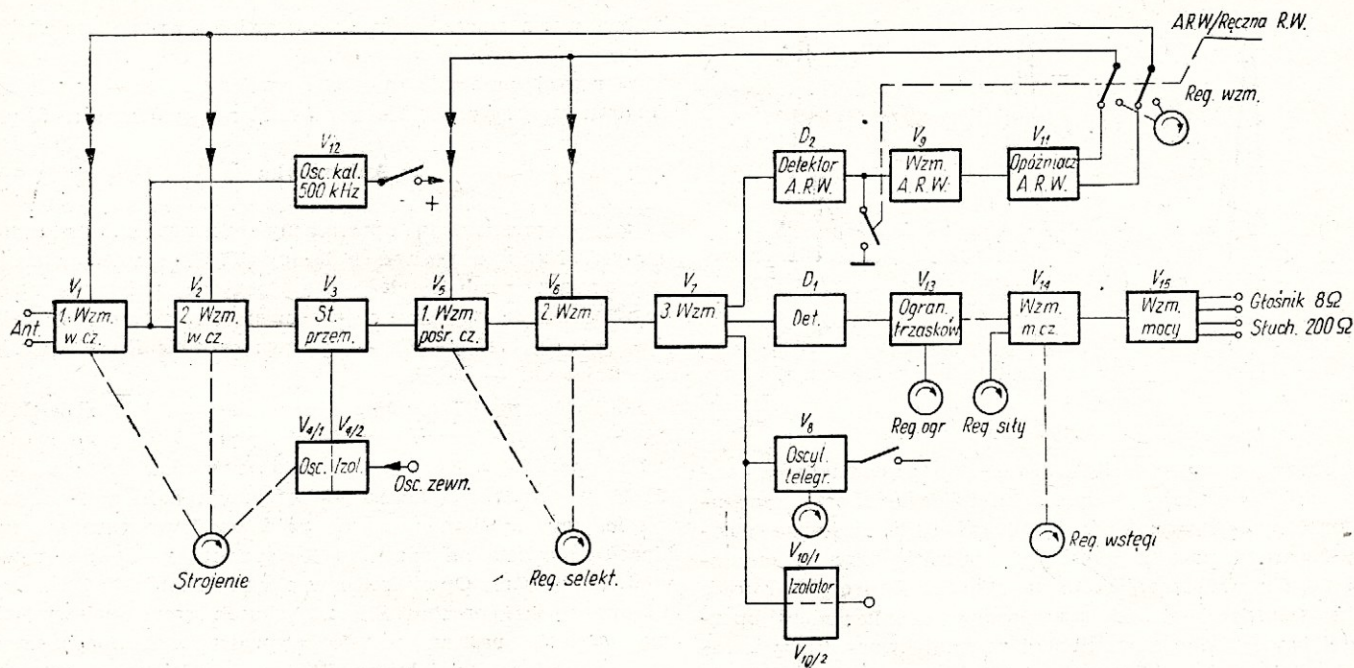 ARW/Ręczna R.W.
Reg. wzm.
V12
Osc. kal.
500 kHz
+
D2
Detektor
A.R.W.
V9
Wzm.
A.R.W.
V11
Opóźniacz
A R.W.
Ant.
V1
1. Wzm.
w cz.
V2
2. Wzm.
w.cz.
V3
St.
przem.
V5
1. Wzm
pośr. cz.
V6
2. Wzm.
V7
3. Wzm
D1
Det.
V13
Ogran.
trzasków
V14
Wzm.
m.cz.
V15
Wzm.
mocy
Głośnik 8Ω
Słuch. 200 Ω
Reg ogr
Reg siły
V4/1 V4/2
Osc. Izol.
Osc. zewn.
V8
Oscyl.
telegr.
Strojenie
Reg. selekt.
Reg. wstęgi
V10/1
Izolator
V10/2